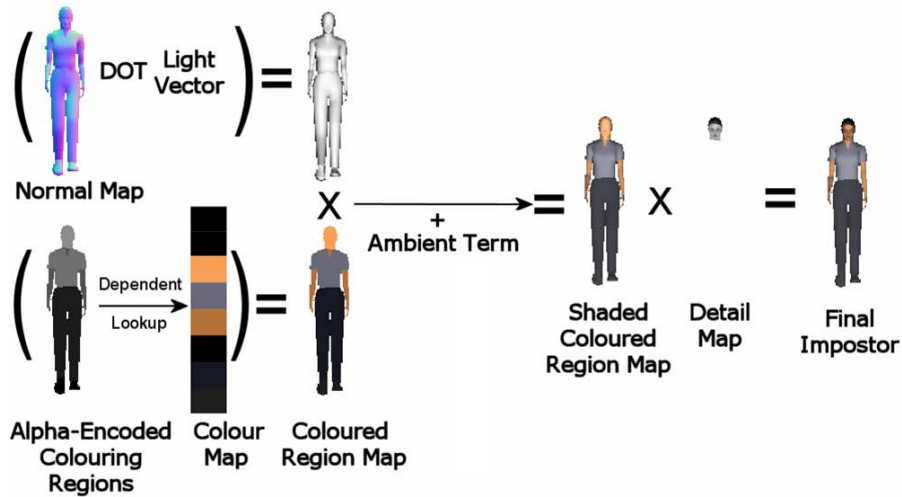 ( DOT Light Vector ) =
Normal Map
X
+
Ambient Term
( Dependent
Lookup ) =
Alpha-Encoded
Colouring
Regions
Colour
Map
Coloured
Region Map
=
Shaded
Coloured
Region Map
X
Detail
Map
=
Final
Impostor